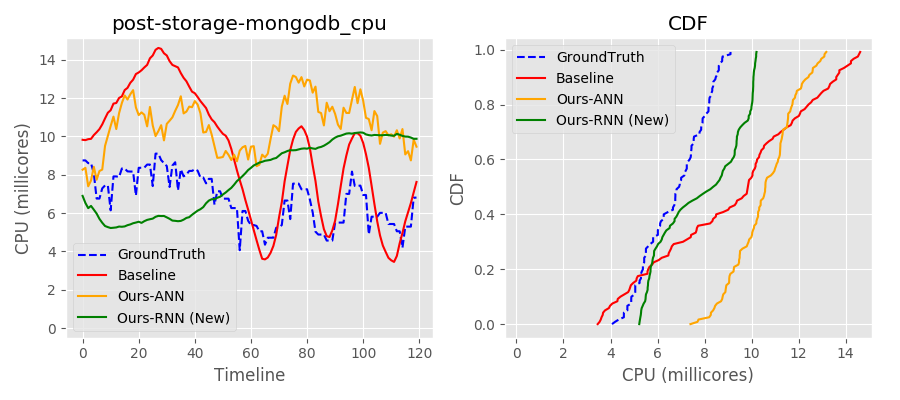 post-storage-mongodb_cpu
CPU (millicores)
14
12
10
8
6
4
2
0
GroundTruth
Baseline
Ours-ANN
Ours-RNN (New)
0 20 40 60 80 100 120
Timeline
CDF
CDF
1.0
0.8
0.6
0.4
0.2
0.0
GroundTruth
Baseline
Ours-ANN
Ours-RNN (New)
0 2 4 6 8 10 12 14
CPU (millicores)